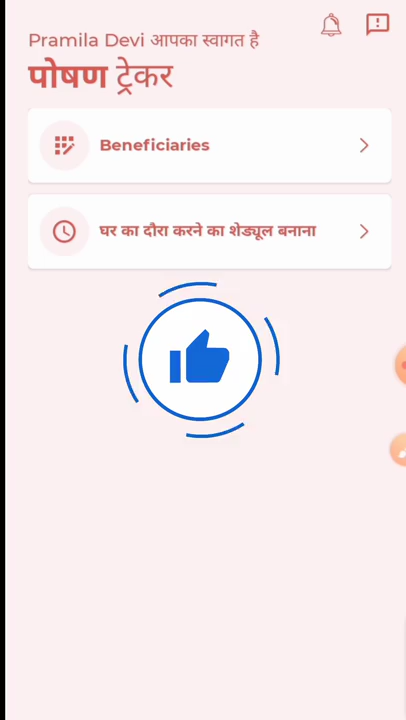 Pramila Devi आपका स्वागत है
पोषण ट्रेकर
Beneficiaries
घर का दौरा करने का शेड्यूल बनाना